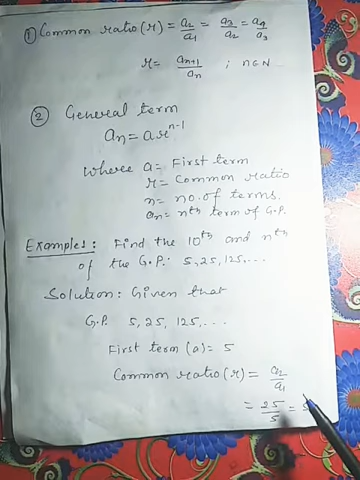 ① Common ratio (r) = a₂/a₁ = a₃/a₂ = a₄/a₃
r = aₙ₊₁/aₙ ; n∈N
② General term
aₙ = arⁿ⁻¹
where a = First term
r = Common ratio
n = no. of terms.
aₙ = nᵗʰ term of G.P.
Examples: Find the 10ᵗʰ and nᵗʰ
of the G.P: 5, 25, 125, ...
Solution: Given that
G.P. 5, 25, 125, ...
First term (a) = 5
Common ratio (r) = a₂/a₁
= 25/5 = 5